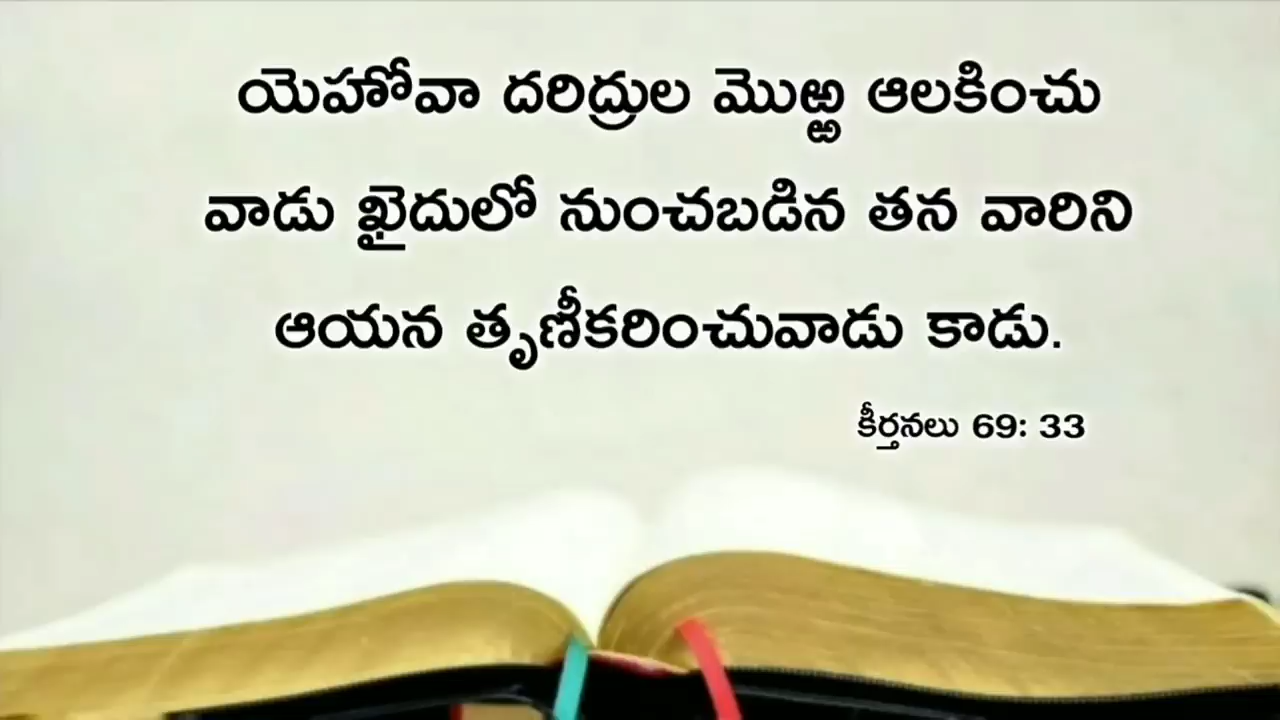 యెహోవా దరిద్రుల మొఱ్ఱ ఆలకించు
వాడు ఖైదులో నుంచబడిన తన వారిని
ఆయన తృణీకరించువాడు కాడు.
కీర్తనలు 69: 33